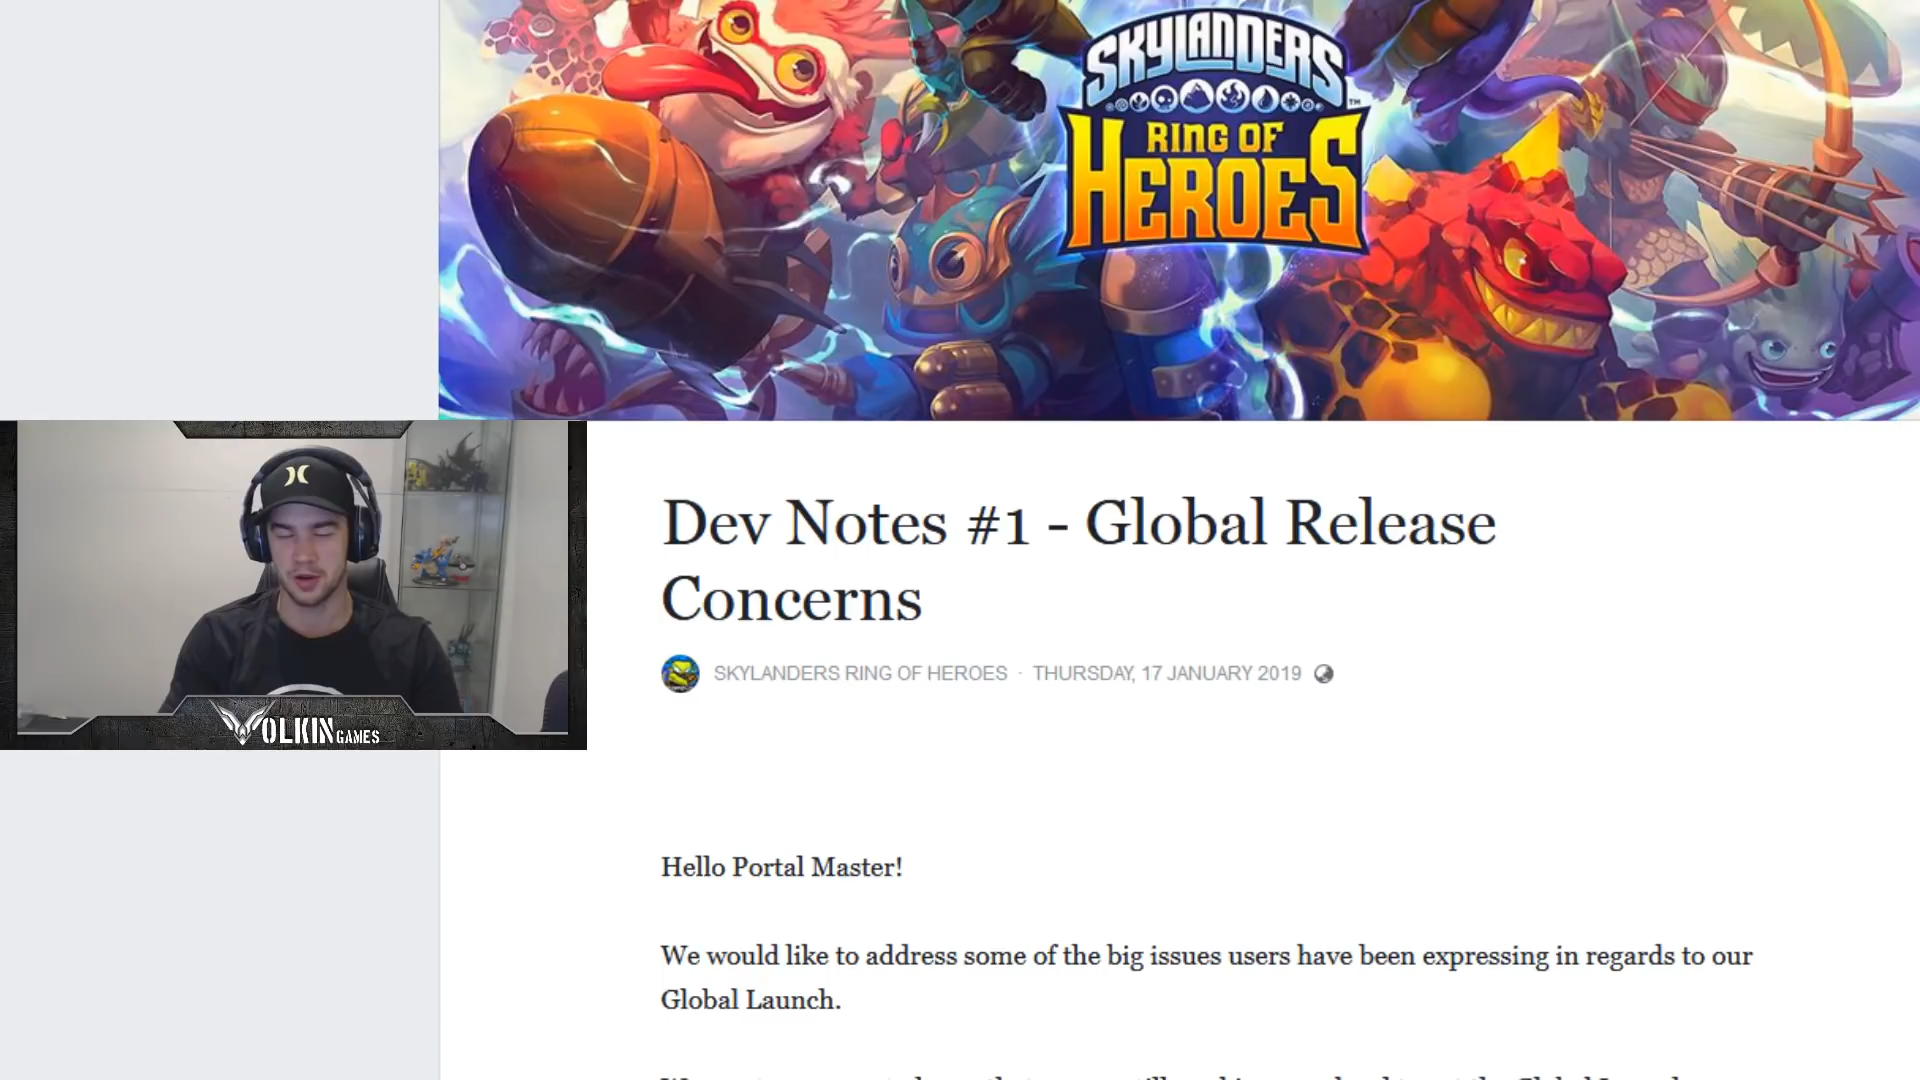 SKYLANDERS
TM
RING OF
HEROES
Dev Notes #1 - Global Release
Concerns
SKYLANDERS RING OF HEROES · THURSDAY, 17 JANUARY 2019
VOLKIN GAMES
Hello Portal Master!
We would like to address some of the big issues users have been expressing in regards to our
Global Launch.